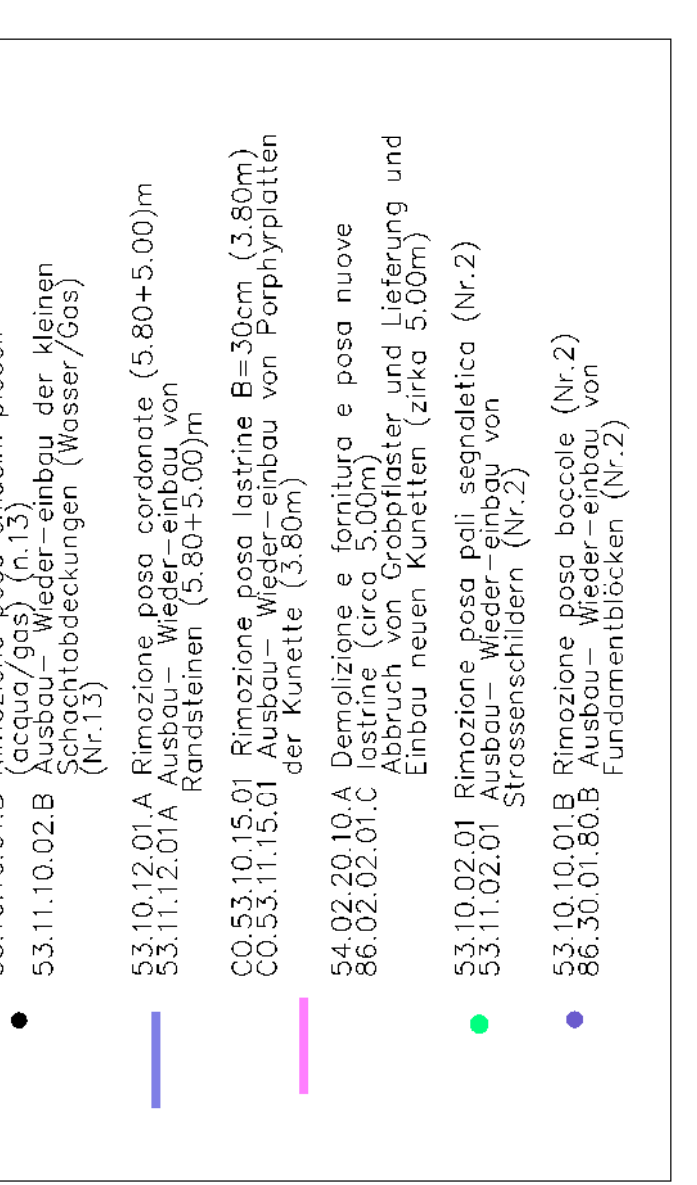 (acqua/gas) (n.13)
53.11.10.02.B Ausbau- Wieder-einbau der kleinen
Schachtabdeckungen (Wasser/Gas)
(Nr.13)
53.10.12.01.A Rimozione posa cordonate (5.80+5.00)m
53.11.12.01A Ausbau- Wieder-einbau von
Randsteinen (5.80+5.00)m
CO.53.10.15.01 Rimozione posa lastrine B=30cm (3.80m)
CO.53.11.15.01 Ausbau- Wieder-einbau von Porphyrplatten
der Kunette (3.80m)
54.02.20.10.A Demolizione e fornitura e posa nuove
86.02.02.01.C lastrine (circa 5.00m)
Abbruch von Grobpflaster und Lieferung und
Einbau neuen Kunetten (zirka 5.00m)
53.10.02.01 Rimozione posa pali segnaletica (Nr.2)
53.11.02.01 Ausbau- Wieder-einbau von
Strassenschildern (Nr.2)
53.10.10.01.B Rimozione posa boccole (Nr.2)
86.30.01.80.B Ausbau- Wieder-einbau von
Fundamentblöcken (Nr.2)